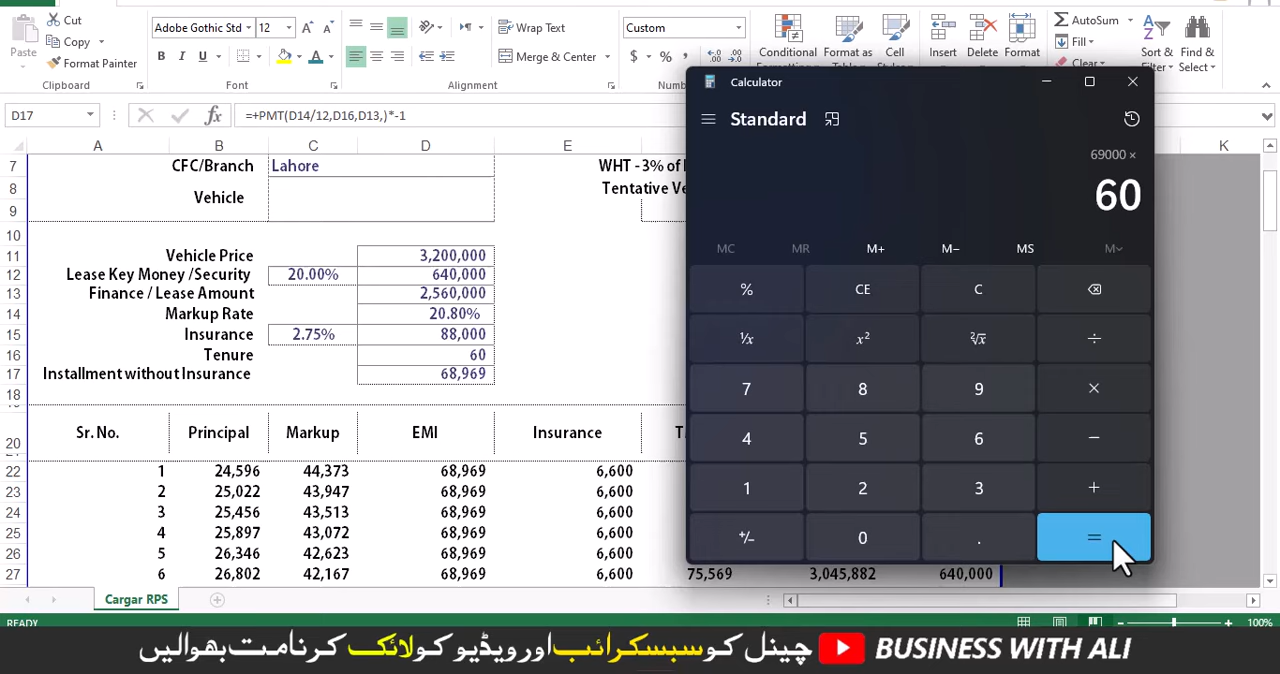 Cut
Copy
Format Painter
Paste
Clipboard
Adobe Gothic Std
12
A A
B I U
A
Font
Wrap Text
Merge & Center
Alignment
Custom
$ % ,
Conditional
Format as
Cell
Styles
Insert
Delete
Format
AutoSum
Fill
Clear
Sort &
Filter
Find &
Select
D17
fx
=+PMT(D14/12,D16,D13,)*-1
A B C D E K
7 CFC/Branch Lahore WHT - 3% of
8 Vehicle Tentative
9
10
11 Vehicle Price 3,200,000
12 Lease Key Money /Security 20.00% 640,000
13 Finance / Lease Amount 2,560,000
14 Markup Rate 20.80%
15 Insurance 2.75% 88,000
16 Tenure 60
17 Installment without Insurance 68,969
18
20 Sr. No. Principal Markup EMI Insurance
22 1 24,596 44,373 68,969 6,600
23 2 25,022 43,947 68,969 6,600
24 3 25,456 43,513 68,969 6,600
25 4 25,897 43,072 68,969 6,600
26 5 26,346 42,623 68,969 6,600
27 6 26,802 42,167 68,969 6,600 75,569 3,045,882 640,000
Cargar RPS
READY
100%
Calculator
Standard
69000 ×
60
MC MR M+ M− MS M
% CE C
¹/x x² ²√x ÷
7 8 9 ×
4 5 6 −
1 2 3 +
+/− 0 . =
چینل کو سبسکرائب اور ویڈیو کو لائک کرنا مت بھولیں
BUSINESS WITH ALI